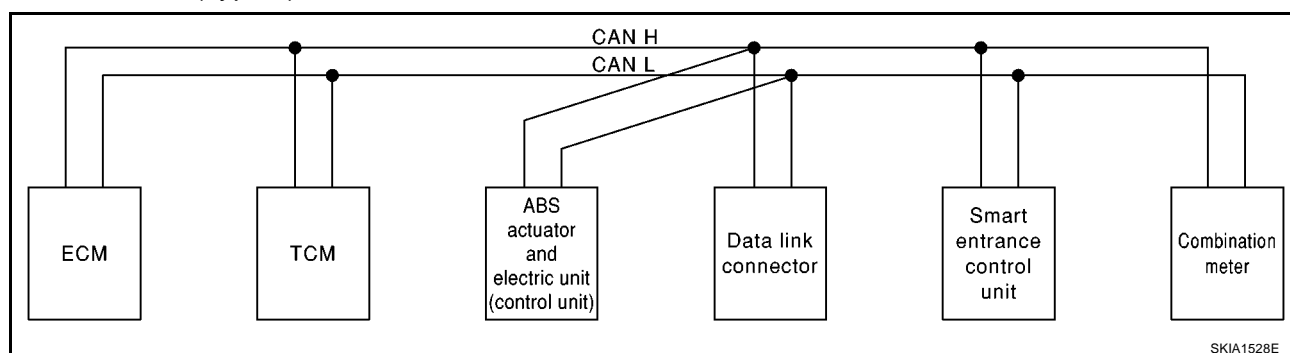 CAN H
CAN L
ECM
TCM
ABS
actuator
and
electric unit
(control unit)
Data link
connector
Smart
entrance
control
unit
Combination
meter
SKIA1528E